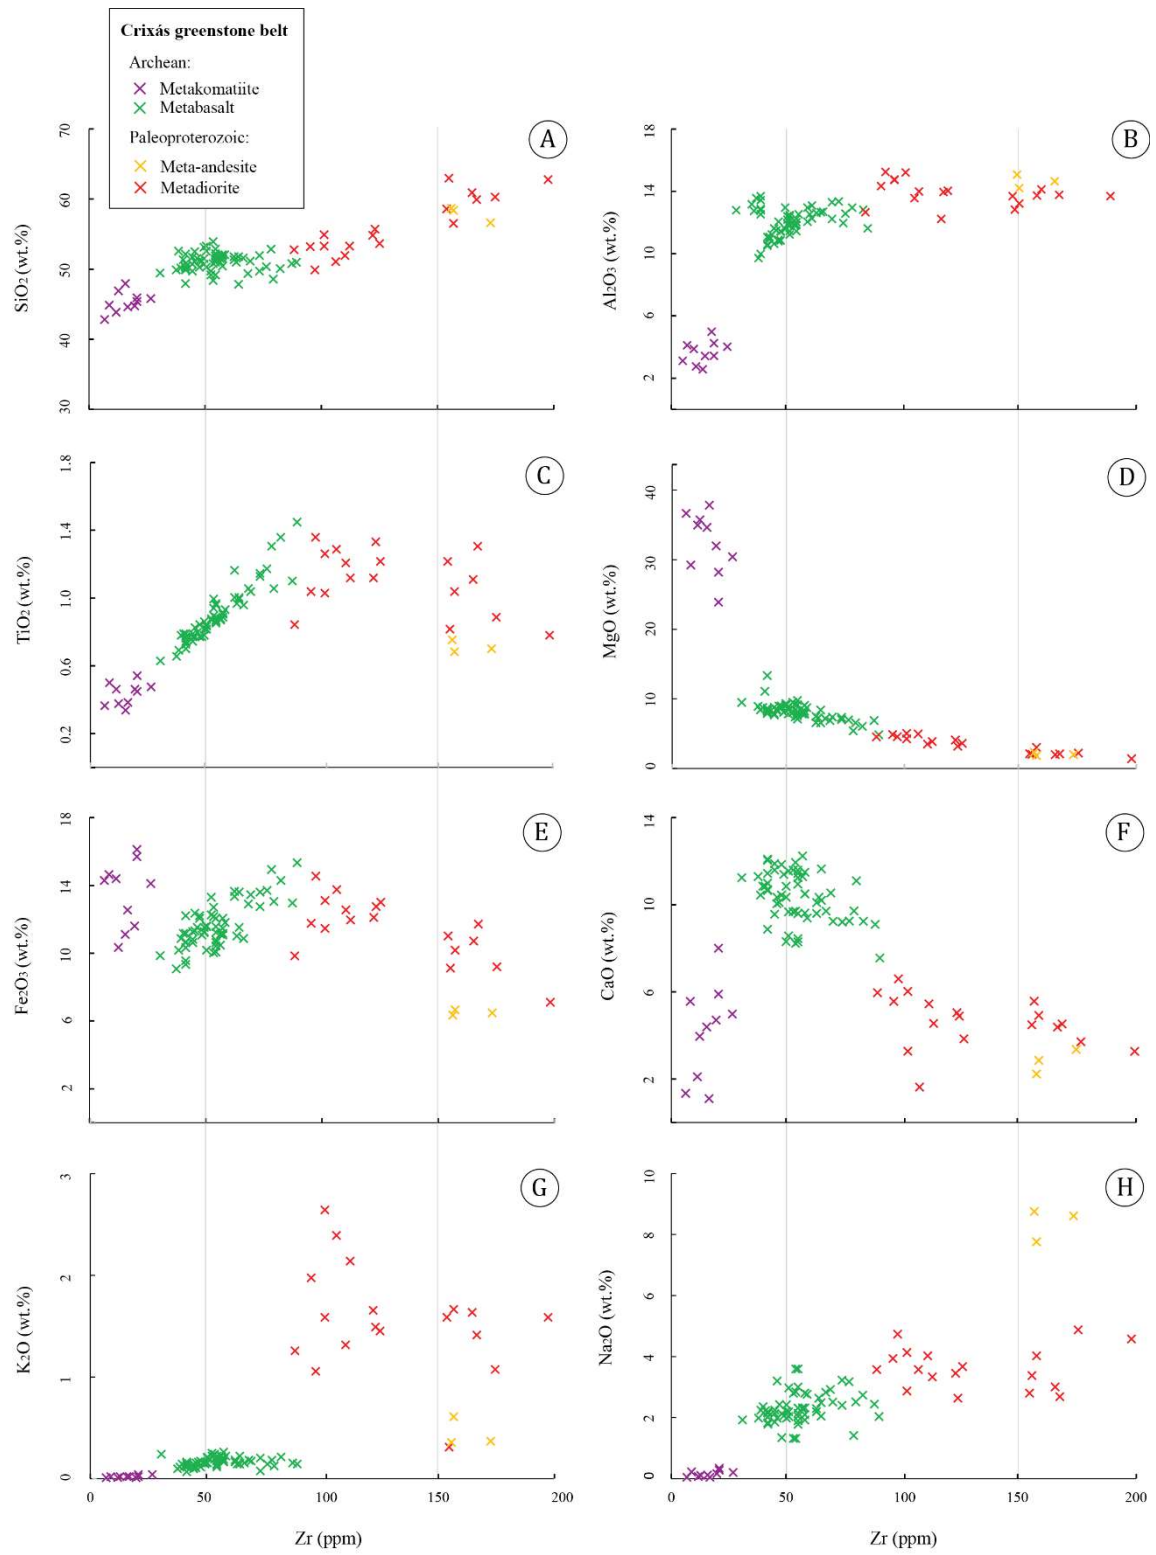 Crixás greenstone belt
Archean:
Metakomatiite
Metabasalt
Paleoproterozoic:
Meta-andesite
Metadiorite
A
SiO2 (wt.%)
70
60
50
40
30
B
Al2O3 (wt.%)
18
14
10
6
2
C
TiO2 (wt.%)
1.8
1.4
1.0
0.6
0.2
D
MgO (wt.%)
40
30
20
10
0
E
Fe2O3 (wt.%)
18
14
10
6
2
F
CaO (wt.%)
14
10
6
2
G
K2O (wt.%)
3
2
1
0
0 50 100 150 200
Zr (ppm)
H
Na2O (wt.%)
10
8
6
4
2
0
0 50 100 150 200
Zr (ppm)